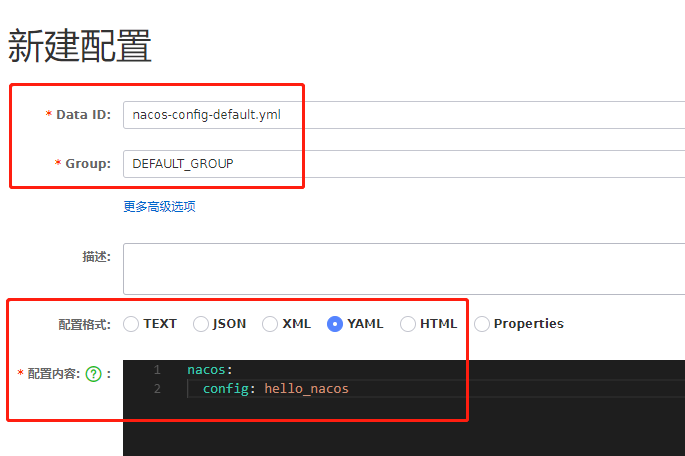 新建配置
* Data ID: nacos-config-default.yml
* Group: DEFAULT_GROUP
更多高级选项
描述:
配置格式: TEXT JSON XML YAML HTML Properties
* 配置内容: ? :
1 nacos:
2 config: hello_nacos